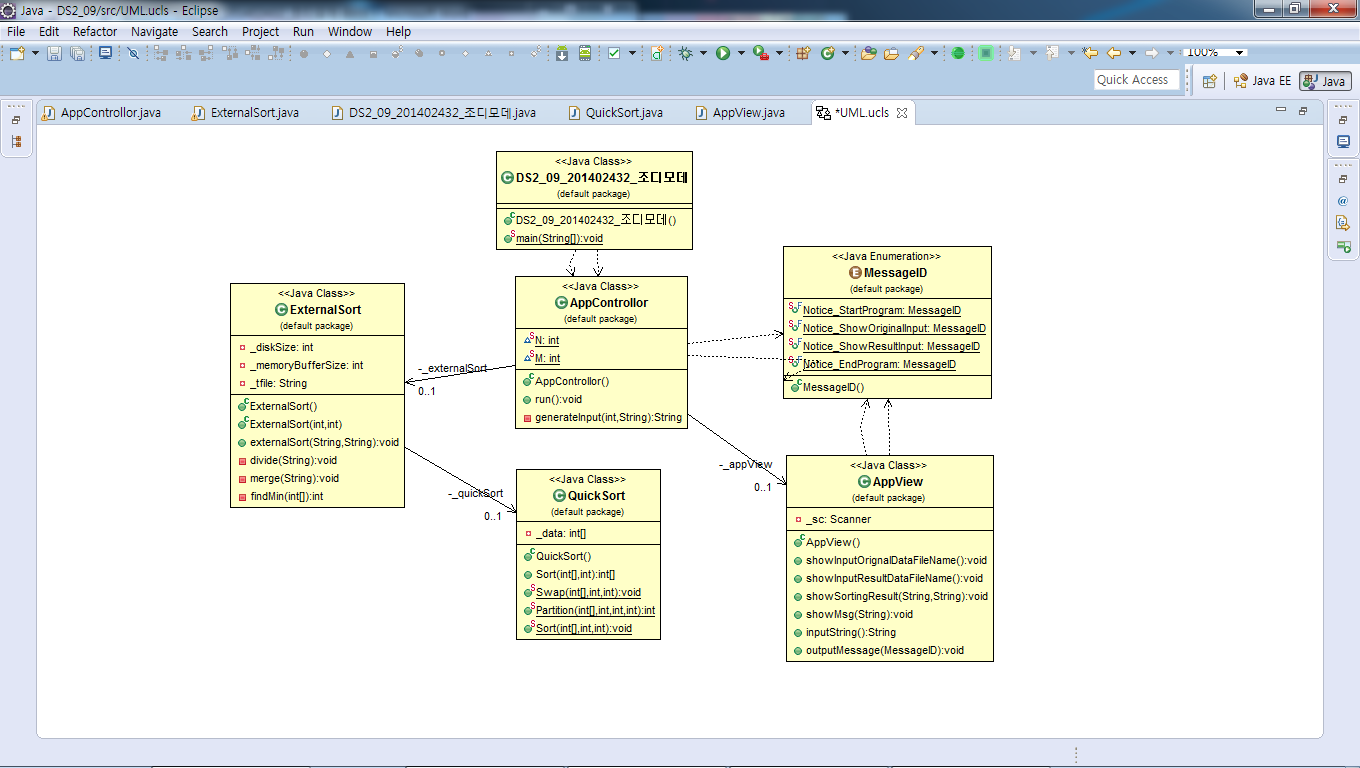 Java - DS2_09/src/UML.ucls - Eclipse
File Edit Refactor Navigate Search Project Run Window Help
100%
Quick Access
Java EE
Java
AppControllor.java
ExternalSort.java
DS2_09_201402432_조디모데.java
QuickSort.java
AppView.java
*UML.ucls
<<Java Class>>
DS2_09_201402432_조디모데
(default package)
DS2_09_201402432_조디모데()
main(String[]):void
<<Java Class>>
AppControllor
(default package)
N: int
M: int
AppControllor()
run():void
generateInput(int,String):String
<<Java Enumeration>>
MessageID
(default package)
Notice_StartProgram: MessageID
Notice_ShowOriginalInput: MessageID
Notice_ShowResultInput: MessageID
Notice_EndProgram: MessageID
MessageID()
<<Java Class>>
ExternalSort
(default package)
_diskSize: int
_memoryBufferSize: int
_tfile: String
ExternalSort()
ExternalSort(int,int)
externalSort(String,String):void
divide(String):void
merge(String):void
findMin(int[]):int
-_externalSort
0..1
-_quickSort
0..1
-_appView
0..1
<<Java Class>>
QuickSort
(default package)
_data: int[]
QuickSort()
Sort(int[],int):int[]
Swap(int[],int,int):void
Partition(int[],int,int,int):int
Sort(int[],int,int):void
<<Java Class>>
AppView
(default package)
_sc: Scanner
AppView()
showInputOrignalDataFileName():void
showInputResultDataFileName():void
showSortingResult(String,String):void
showMsg(String):void
inputString():String
outputMessage(MessageID):void